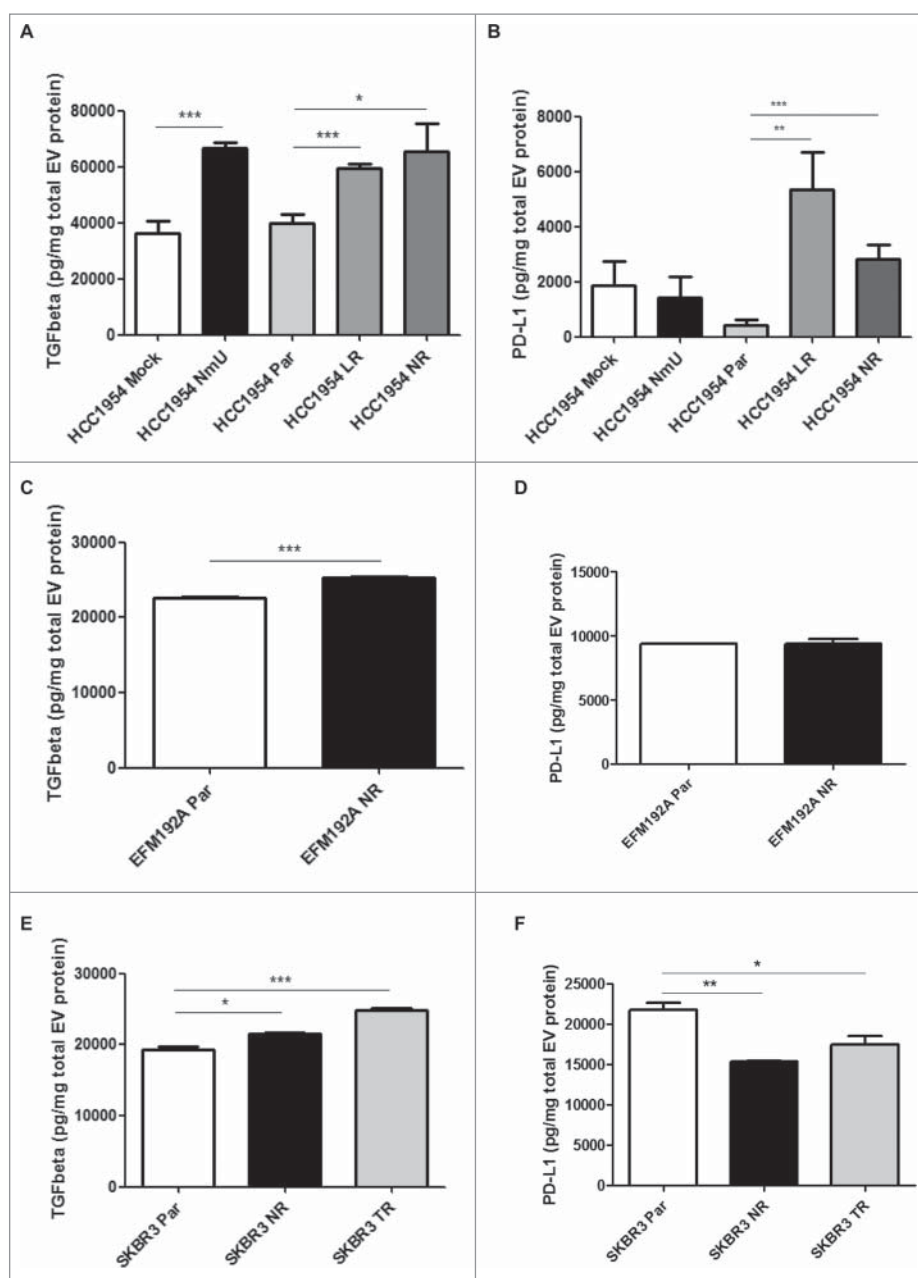 A
TGFbeta (pg/mg total EV protein)
80000
60000
40000
20000
0
***
*
***
HCC1954 Mock
HCC1954 NmU
HCC1954 Par
HCC1954 LR
HCC1954 NR
B
PD-L1 (pg/mg total EV protein)
8000
6000
4000
2000
0
***
**
HCC1954 Mock
HCC1954 NmU
HCC1954 Par
HCC1954 LR
HCC1954 NR
C
TGFbeta (pg/mg total EV protein)
30000
20000
10000
0
***
EFM192A Par
EFM192A NR
D
PD-L1 (pg/mg total EV protein)
15000
10000
5000
0
EFM192A Par
EFM192A NR
E
TGFbeta (pg/mg total EV protein)
30000
20000
10000
0
***
*
SKBR3 Par
SKBR3 NR
SKBR3 TR
F
PD-L1 (pg/mg total EV protein)
25000
20000
15000
10000
5000
0
*
**
SKBR3 Par
SKBR3 NR
SKBR3 TR